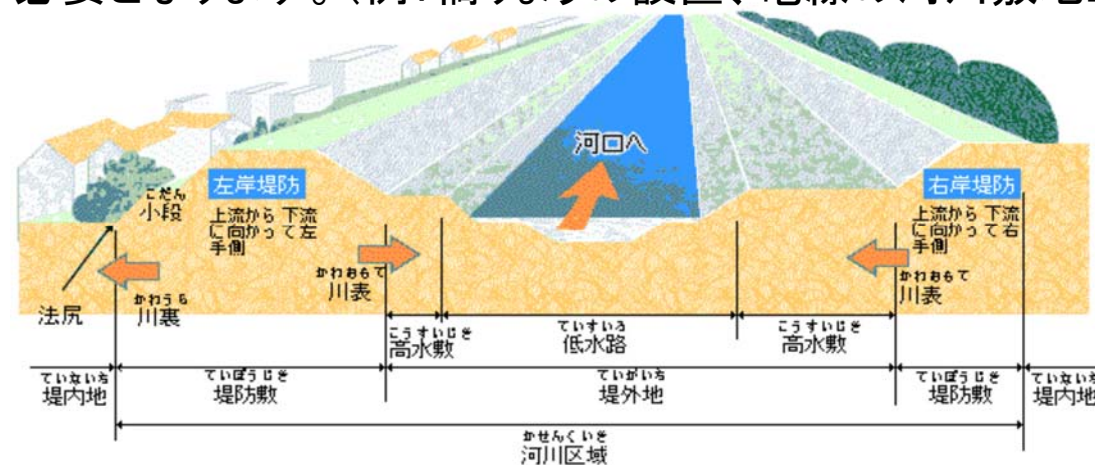 河口へ
左岸堤防
上流から下流
に向かって左
手側
右岸堤防
上流から下流
に向かって右
手側
こだん
小段
法尻
かわうら
川裏
かわおもて
川表
かわおもて
川表
こうすいじき
高水敷
ていすいろ
低水路
こうすいじき
高水敷
ていないち
堤内地
ていぼうじき
堤防敷
ていがいち
堤外地
ていぼうじき
堤防敷
ていないち
堤内地
かせんくいき
河川区域